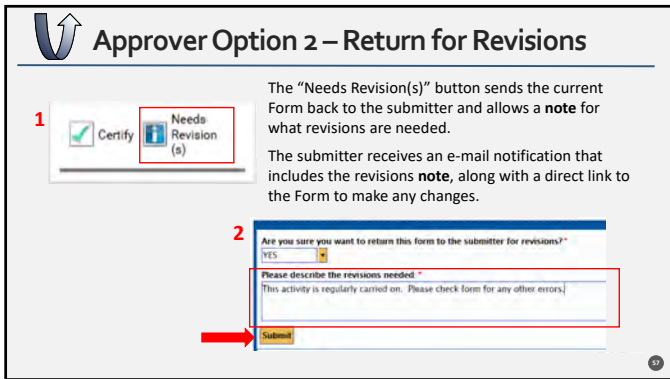 Approver Option 2 – Return for Revisions
The “Needs Revision(s)” button sends the current
Form back to the submitter and allows a note for
what revisions are needed.
The submitter receives an e-mail notification that
includes the revisions note, along with a direct link to
the Form to make any changes.
1
Certify
Needs
Revision
(s)
2
Are you sure you want to return this form to the submitter for revisions?*
YES
Please describe the revisions needed *
This activity is regularly carried on. Please check form for any other errors.
Submit
57